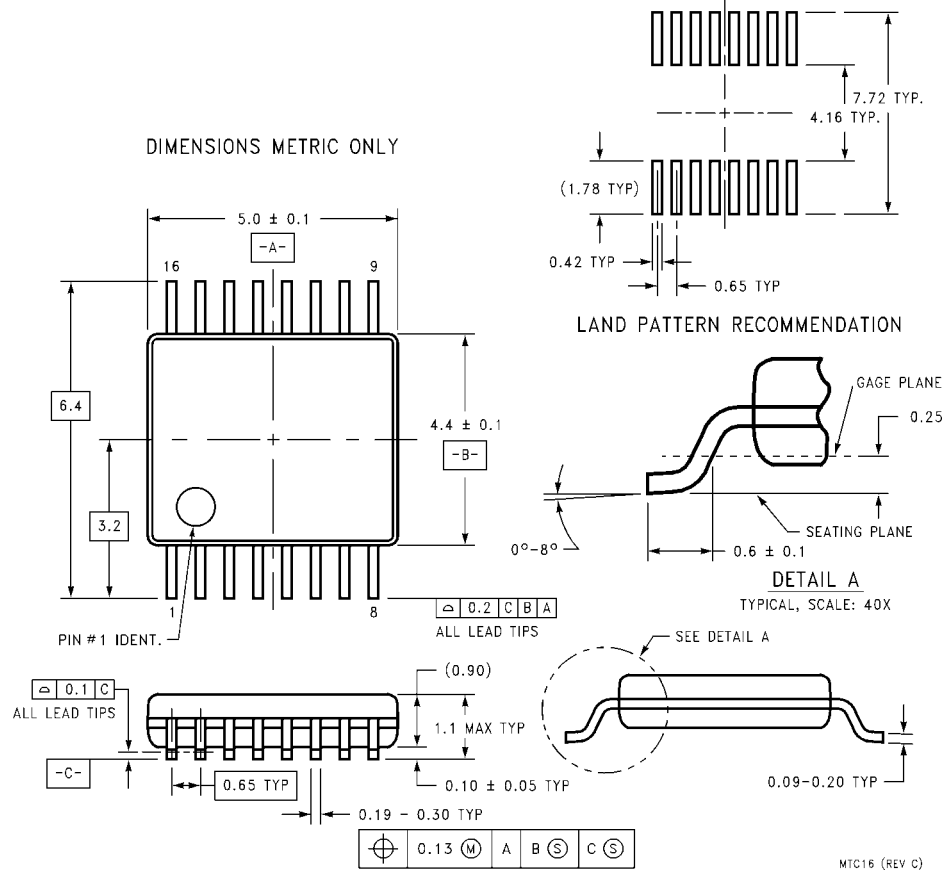 7.72 TYP.
4.16 TYP.
DIMENSIONS METRIC ONLY
(1.78 TYP)
5.0 ± 0.1
-A-
0.42 TYP
0.65 TYP
16
9
LAND PATTERN RECOMMENDATION
GAGE PLANE
0.25
6.4
4.4 ± 0.1
-B-
3.2
SEATING PLANE
0°-8°
0.6 ± 0.1
DETAIL A
TYPICAL, SCALE: 40X
1
8
⌓ 0.2 C B A
ALL LEAD TIPS
PIN #1 IDENT.
SEE DETAIL A
(0.90)
⌓ 0.1 C
ALL LEAD TIPS
1.1 MAX TYP
-C-
0.65 TYP
0.10 ± 0.05 TYP
0.09-0.20 TYP
0.19 - 0.30 TYP
⌖ 0.13 Ⓜ A B Ⓢ C Ⓢ
MTC16 (REV C)